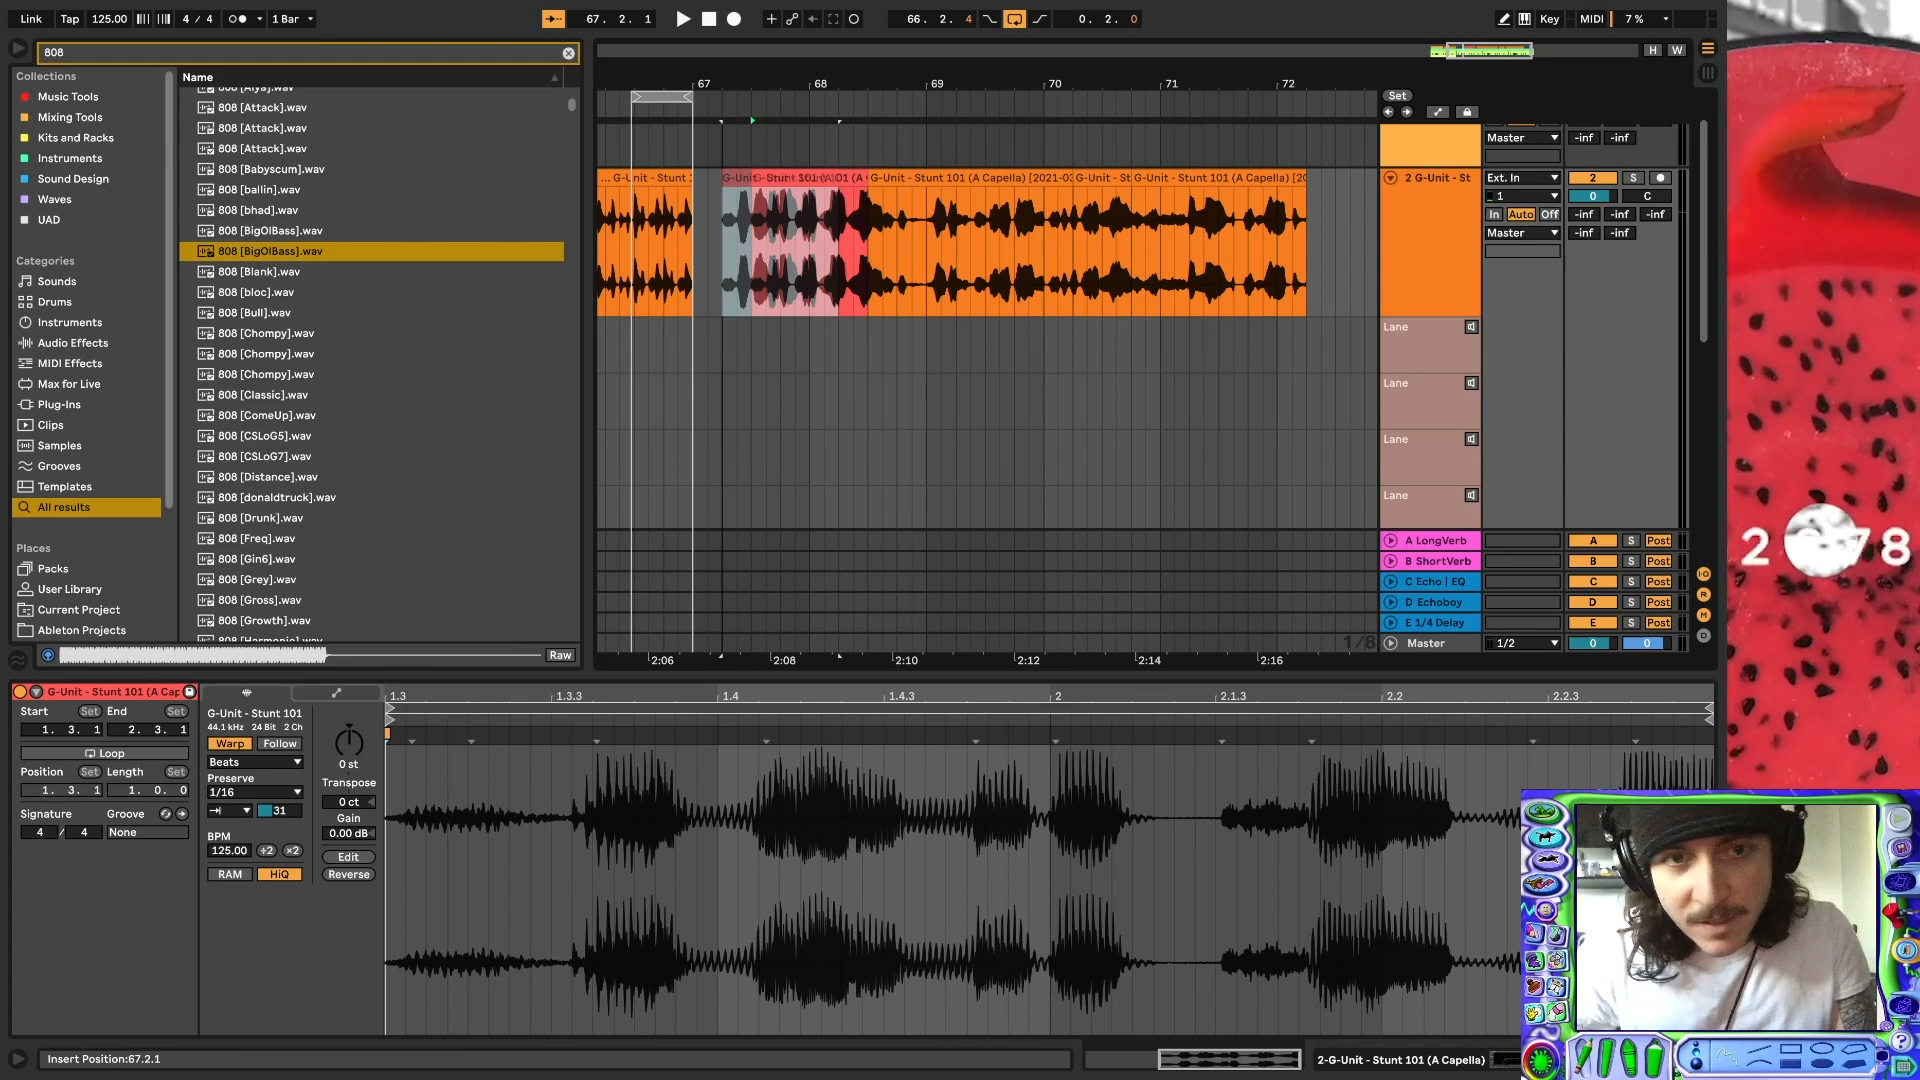 Link Tap 125.00 4 / 4 1 Bar 67. 2. 1 66. 2. 4 0. 2. 0 Key MIDI 7 %
808
H W
Collections
Name
Music Tools
Mixing Tools
Kits and Racks
Instruments
Sound Design
Waves
UAD
Categories
Sounds
Drums
Instruments
Audio Effects
MIDI Effects
Max for Live
Plug-Ins
Clips
Samples
Grooves
Templates
All results
Places
Packs
User Library
Current Project
Ableton Projects
808 [Attack].wav
808 [Attack].wav
808 [Attack].wav
808 [Babyscum].wav
808 [ballin].wav
808 [bhad].wav
808 [BigOlBass].wav
808 [BigOlBass].wav
808 [Blank].wav
808 [bloc].wav
808 [Bull].wav
808 [Chompy].wav
808 [Chompy].wav
808 [Chompy].wav
808 [Classic].wav
808 [ComeUp].wav
808 [CSLoG5].wav
808 [CSLoG7].wav
808 [Distance].wav
808 [donaldtruck].wav
808 [Drunk].wav
808 [Freq].wav
808 [Gin6].wav
808 [Grey].wav
808 [Gross].wav
808 [Growth].wav
Raw
67 68 69 70 71 72
Set
... G-Unit - Stunt 1
G-Unit - Stunt 101 (A Capella) [2021-03
G-Unit - St
G-Unit - Stunt 101 (A Capella) [20
Master -inf -inf
2 G-Unit - St Ext. In 2 S
1 0 C
In Auto Off -inf -inf -inf
Master -inf -inf
Lane
Lane
Lane
Lane
A LongVerb A S Post
B ShortVerb B S Post
C Echo | EQ C S Post
D Echoboy D S Post
E 1/4 Delay E S Post
1/8 Master 1/2 0 0
2:06 2:08 2:10 2:12 2:14 2:16
I·O
R
M
D
2 78
G-Unit - Stunt 101 (A Cap
Start Set End Set
1. 3. 1 2. 3. 1
Loop
Position Set Length Set
1. 3. 1 1. 0. 0
Signature Groove
4 / 4 None
G-Unit - Stunt 101
44.1 kHz 24 Bit 2 Ch
Warp Follow
Beats
Preserve
1/16
31
BPM
125.00 ÷2 ×2
RAM HiQ
0 st
Transpose
0 ct
Gain
0.00 dB
Edit
Reverse
1.3 1.3.3 1.4 1.4.3 2 2.1.3 2.2 2.2.3
Insert Position:67.2.1
2-G-Unit - Stunt 101 (A Capella)